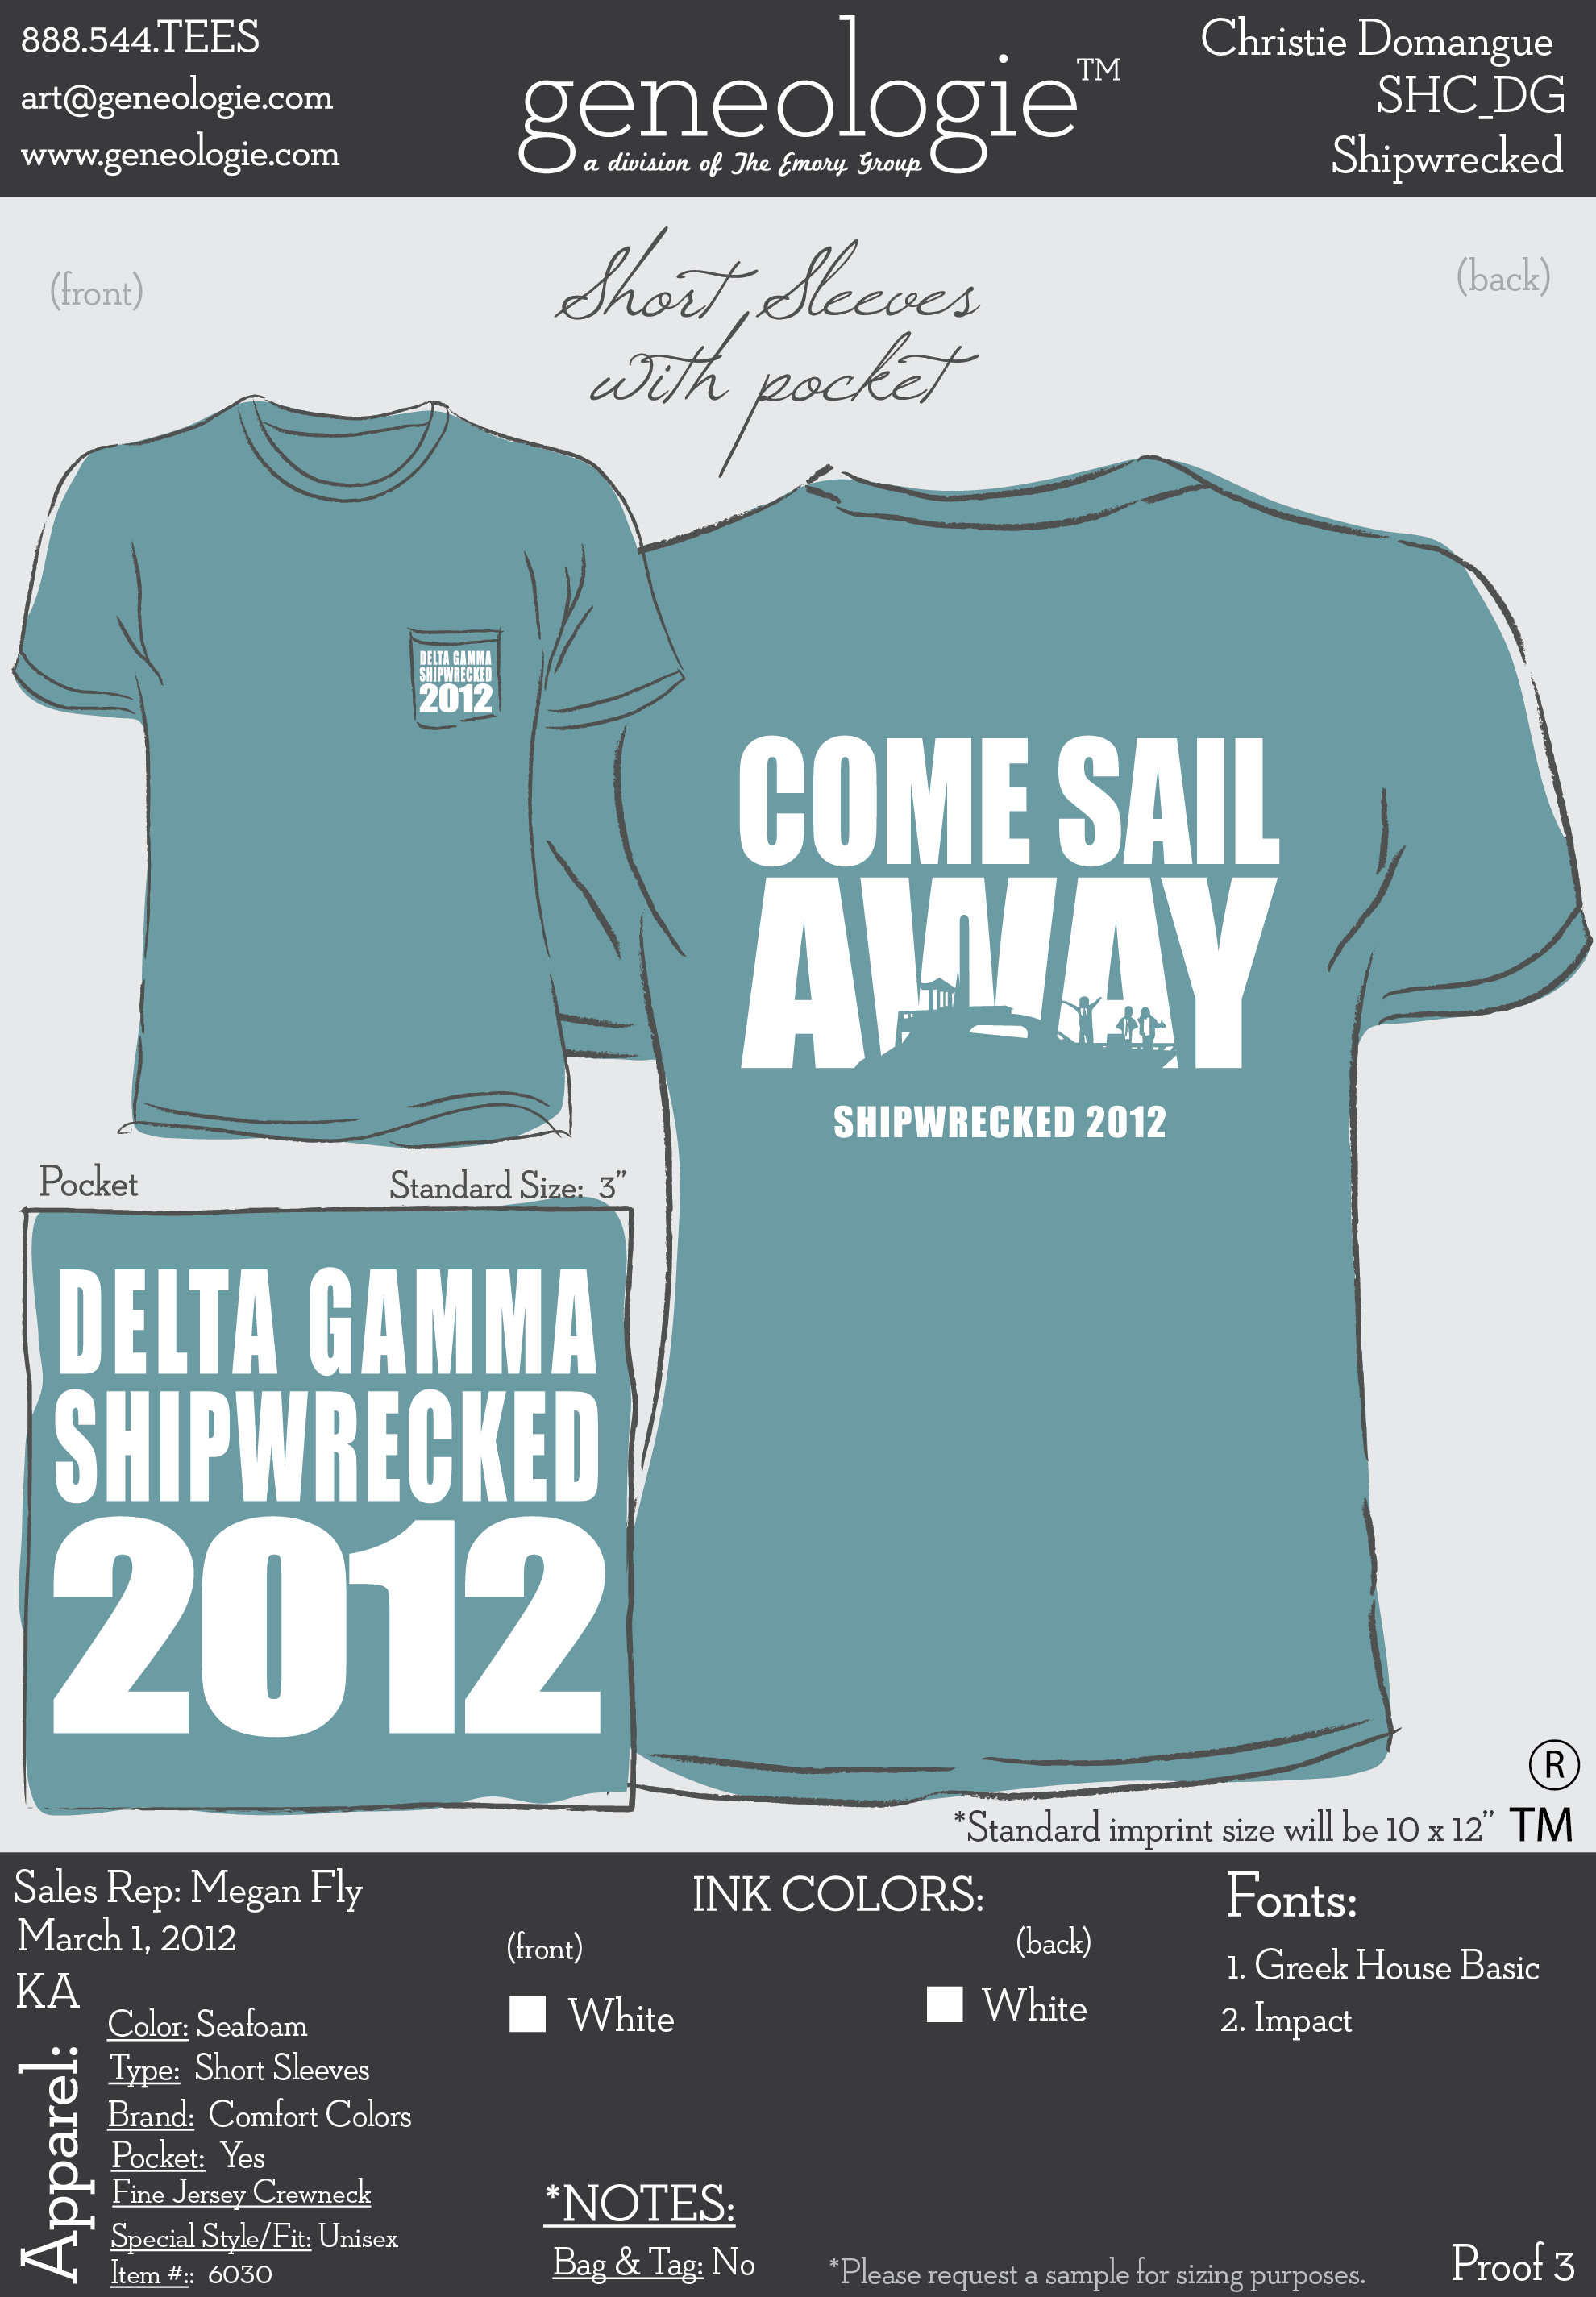 888.544.TEES
art@geneologie.com
www.geneologie.com
geneologie™
a division of The Emory Group
Christie Domangue
SHC_DG
Shipwrecked
(front)
Short Sleeves
with pocket
(back)
DELTA GAMMA
SHIPWRECKED
2012
COME SAIL
AWAY
SHIPWRECKED 2012
Pocket
Standard Size: 3”
DELTA GAMMA
SHIPWRECKED
2012
®
*Standard imprint size will be 10 x 12” TM
Sales Rep: Megan Fly
March 1, 2012
KA
Apparel:
Color: Seafoam
Type: Short Sleeves
Brand: Comfort Colors
Pocket: Yes
Fine Jersey Crewneck
Special Style/Fit: Unisex
Item #:: 6030
INK COLORS:
(front)
White
(back)
White
Fonts:
1. Greek House Basic
2. Impact
*NOTES:
Bag & Tag: No
*Please request a sample for sizing purposes.
Proof 3